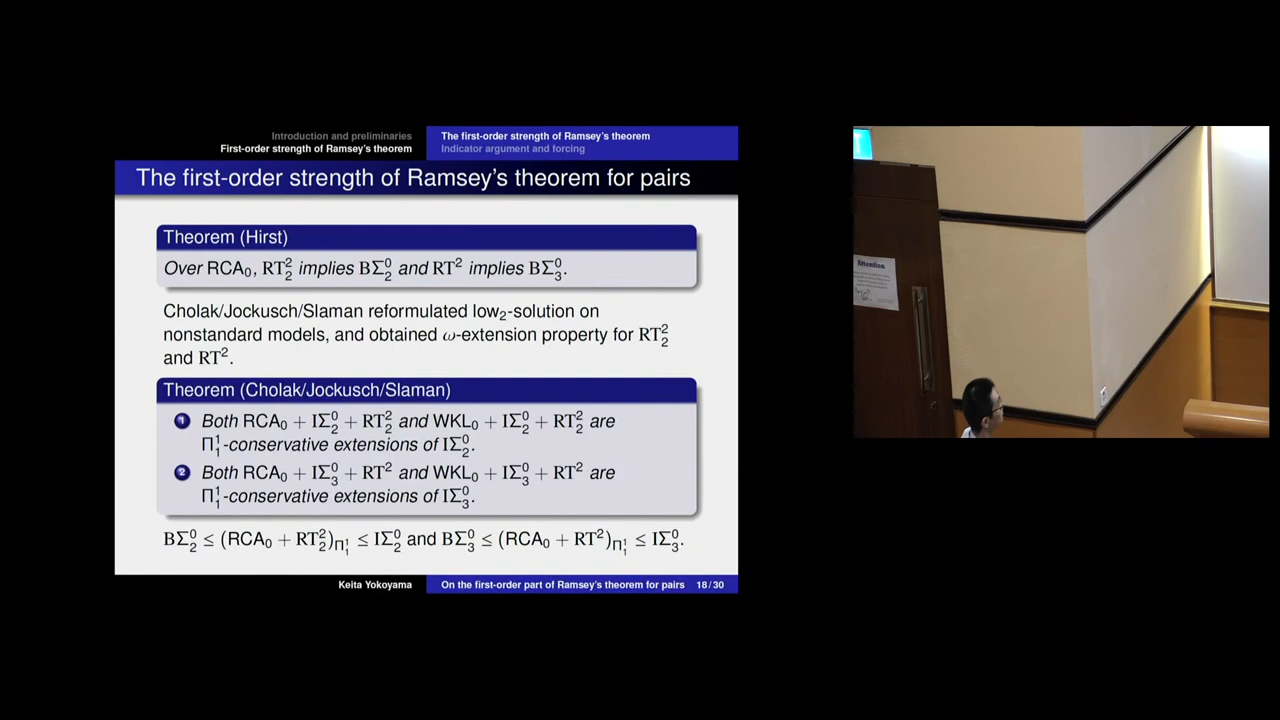 Introduction and preliminaries
First-order strength of Ramsey's theorem
The first-order strength of Ramsey's theorem
Indicator argument and forcing
The first-order strength of Ramsey's theorem for pairs
Theorem (Hirst)
Over RCA₀, RT²₂ implies BΣ⁰₂ and RT² implies BΣ⁰₃.
Cholak/Jockusch/Slaman reformulated low₂-solution on
nonstandard models, and obtained ω-extension property for RT²₂
and RT².
Theorem (Cholak/Jockusch/Slaman)
1 Both RCA₀ + IΣ⁰₂ + RT²₂ and WKL₀ + IΣ⁰₂ + RT²₂ are
Π¹₁-conservative extensions of IΣ⁰₂.
2 Both RCA₀ + IΣ⁰₃ + RT² and WKL₀ + IΣ⁰₃ + RT² are
Π¹₁-conservative extensions of IΣ⁰₃.
BΣ⁰₂ ≤ (RCA₀ + RT²₂)_Π¹₁ ≤ IΣ⁰₂ and BΣ⁰₃ ≤ (RCA₀ + RT²)_Π¹₁ ≤ IΣ⁰₃.
Keita Yokoyama
On the first-order part of Ramsey's theorem for pairs 18 / 30
Attention